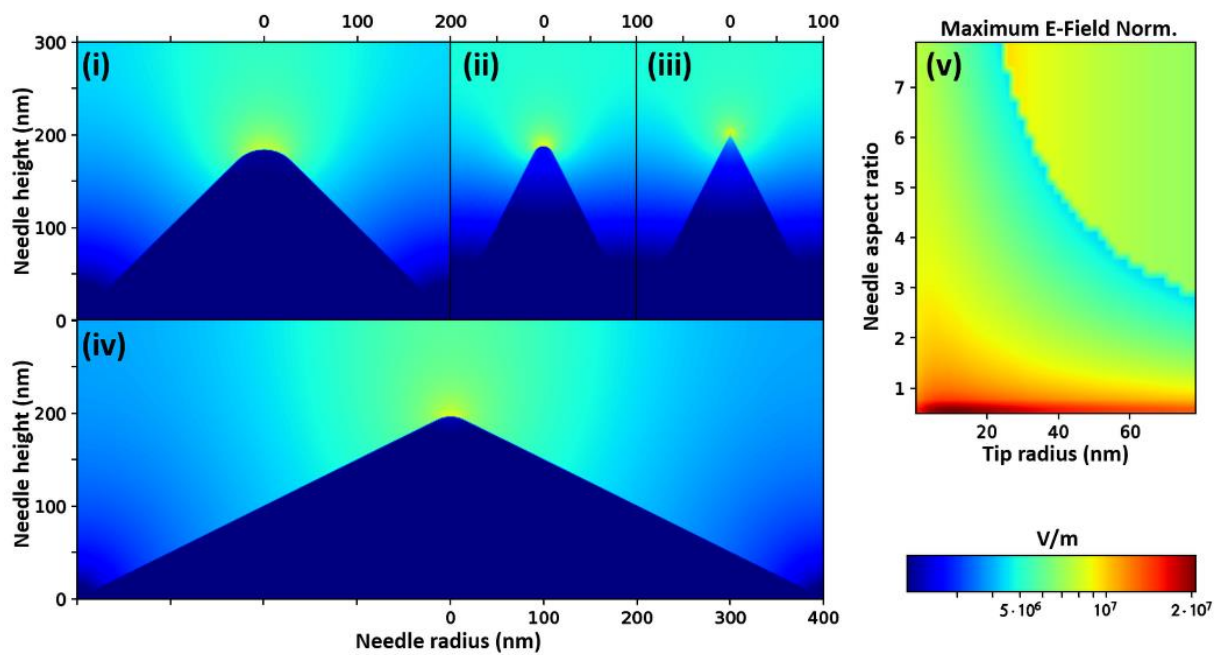 0 100 200 0 100 0 100
Maximum E-Field Norm.
300
200
100
0
Needle height (nm)
(i)
(ii)
(iii)
(v)
7
6
5
4
3
2
1
Needle aspect ratio
20 40 60
Tip radius (nm)
(iv)
200
100
0
Needle height (nm)
0 100 200 300 400
Needle radius (nm)
V/m
5·10⁶ 10⁷ 2·10⁷